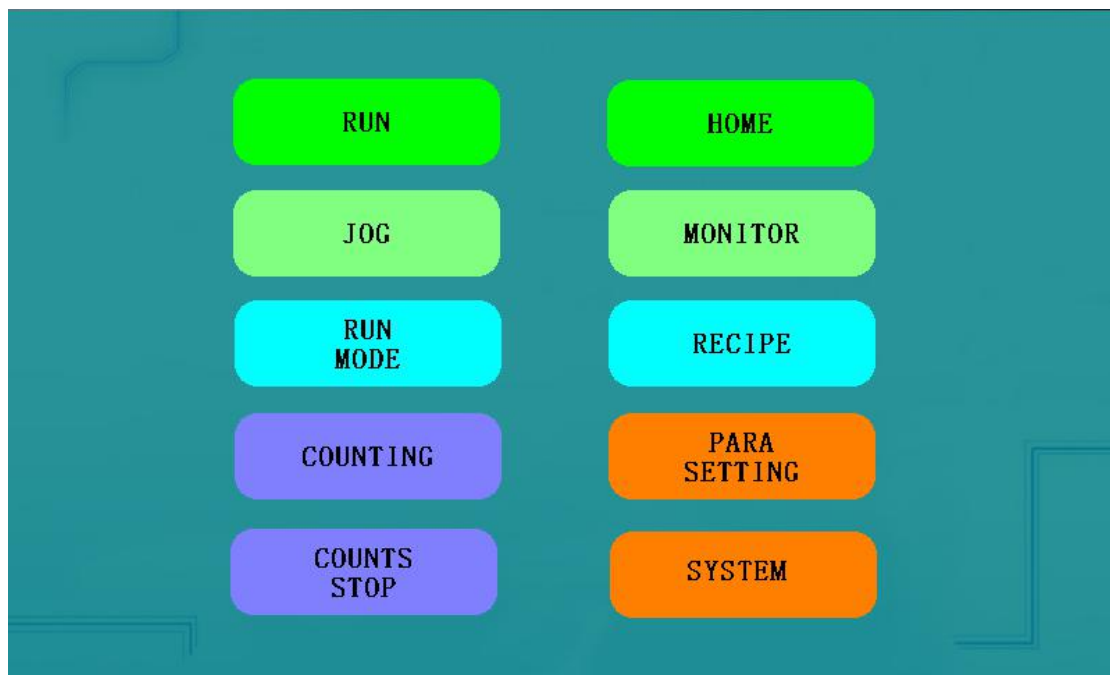 RUN
HOME
JOG
MONITOR
RUN
MODE
RECIPE
COUNTING
PARA
SETTING
COUNTS
STOP
SYSTEM